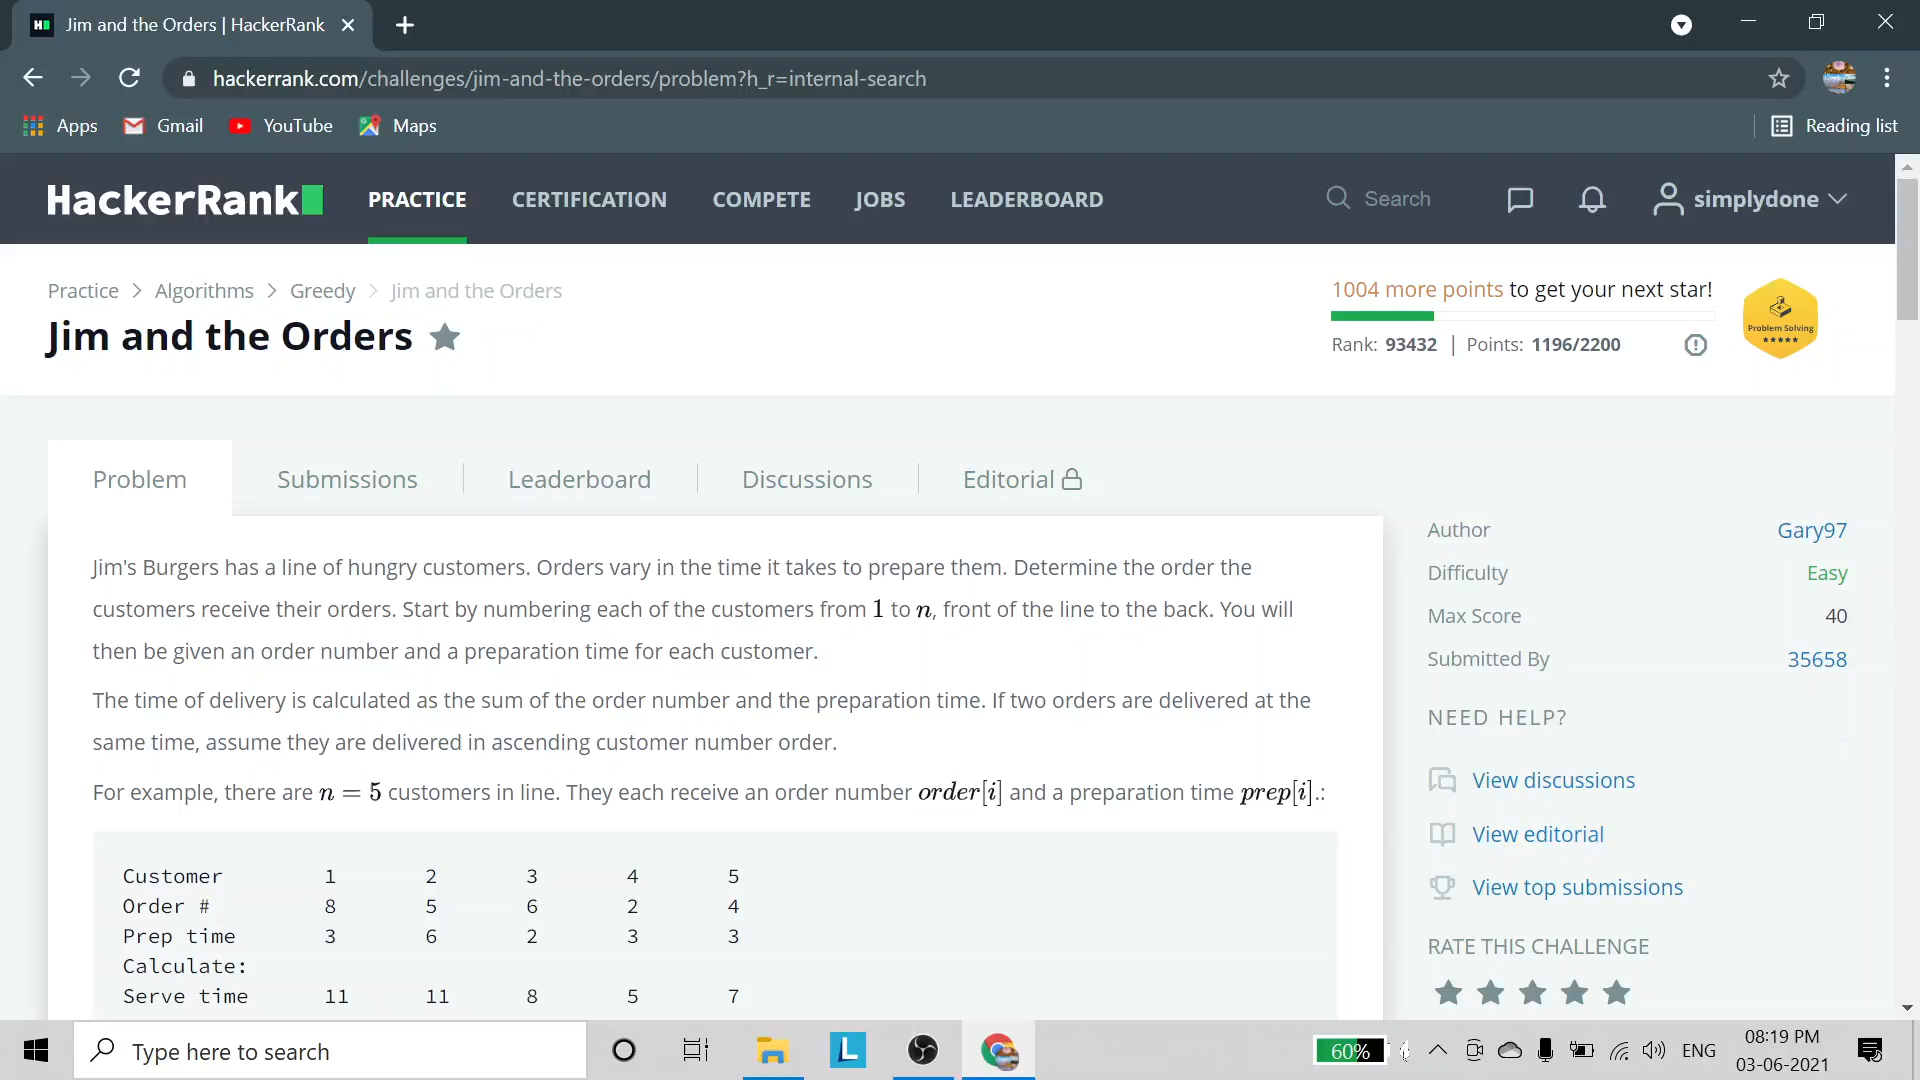 Jim and the Orders | HackerRank
hackerrank.com/challenges/jim-and-the-orders/problem?h_r=internal-search
Apps Gmail YouTube Maps Reading list
HackerRank PRACTICE CERTIFICATION COMPETE JOBS LEADERBOARD Search simplydone
Practice > Algorithms > Greedy > Jim and the Orders
Jim and the Orders
1004 more points to get your next star!
Rank: 93432 | Points: 1196/2200
Problem Solving
Problem Submissions Leaderboard Discussions Editorial
Jim's Burgers has a line of hungry customers. Orders vary in the time it takes to prepare them. Determine the order the
customers receive their orders. Start by numbering each of the customers from 1 to n, front of the line to the back. You will
then be given an order number and a preparation time for each customer.
The time of delivery is calculated as the sum of the order number and the preparation time. If two orders are delivered at the
same time, assume they are delivered in ascending customer number order.
For example, there are n = 5 customers in line. They each receive an order number order[i] and a preparation time prep[i].:
Customer 1 2 3 4 5
Order # 8 5 6 2 4
Prep time 3 6 2 3 3
Calculate:
Serve time 11 11 8 5 7
Author Gary97
Difficulty Easy
Max Score 40
Submitted By 35658
NEED HELP?
View discussions
View editorial
View top submissions
RATE THIS CHALLENGE
Type here to search
L
60%
ENG
08:19 PM
03-06-2021